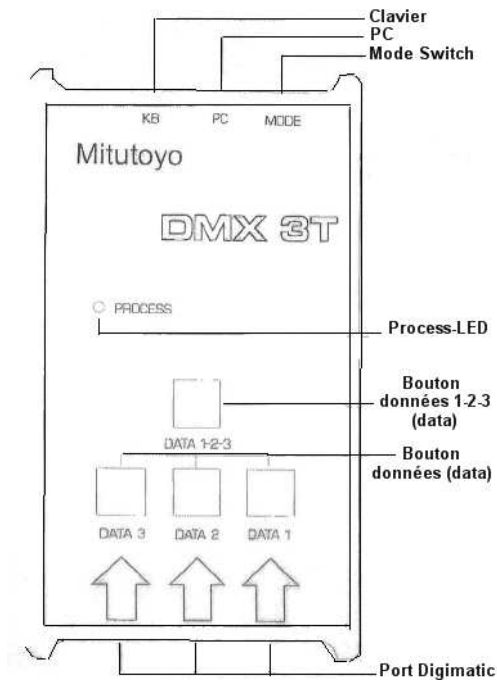 Clavier
PC
Mode Switch
KB PC MODE
Mitutoyo
DMX 3T
PROCESS
Process-LED
Bouton
données 1-2-3
(data)
DATA 1-2-3
Bouton
données (data)
DATA 3 DATA 2 DATA 1
Port Digimatic